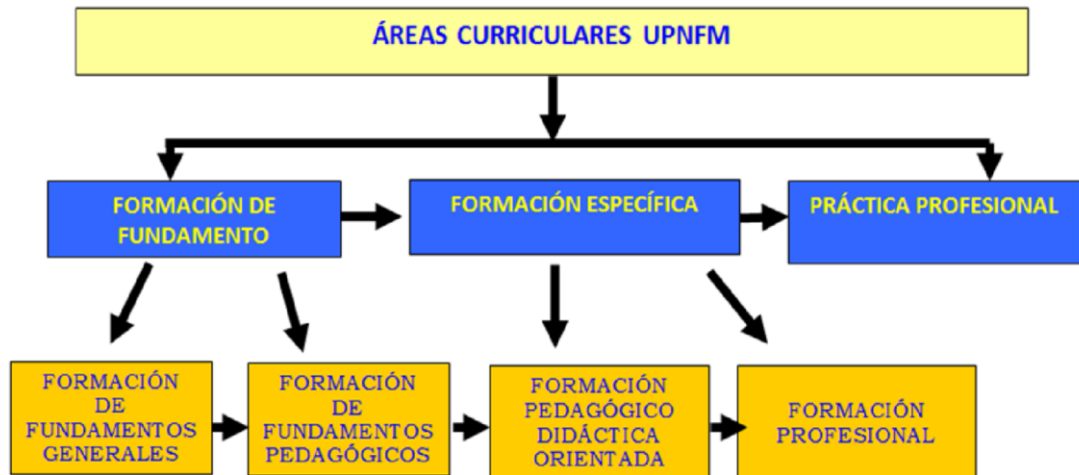 ÁREAS CURRICULARES UPNFM
FORMACIÓN DE
FUNDAMENTO
FORMACIÓN ESPECÍFICA
PRÁCTICA PROFESIONAL
FORMACIÓN
DE
FUNDAMENTOS
GENERALES
FORMACIÓN
DE
FUNDAMENTOS
PEDAGÓGICOS
FORMACIÓN
PEDAGÓGICO
DIDÁCTICA
ORIENTADA
FORMACIÓN
PROFESIONAL